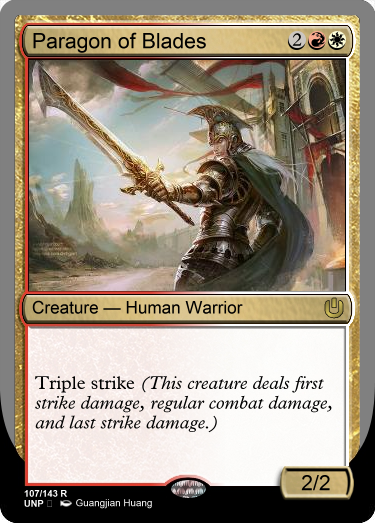 Paragon of Blades 2
Creature — Human Warrior
Triple strike (This creature deals first
strike damage, regular combat damage,
and last strike damage.)
2/2
107/143 R
UNP Guangjian Huang